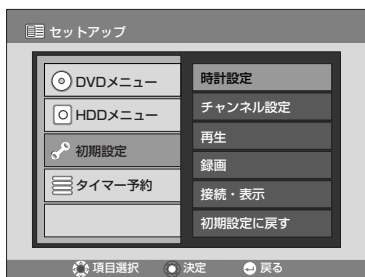 セットアップ
DVDメニュー
HDDメニュー
初期設定
タイマー予約
時計設定
チャンネル設定
再生
録画
接続・表示
初期設定に戻す
項目選択 決定 戻る